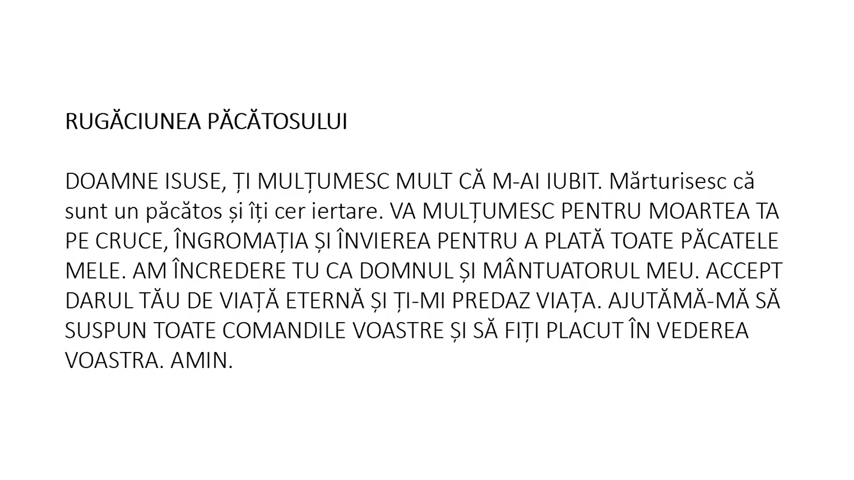 RUGĂCIUNEA PĂCĂTOSULUI
DOAMNE ISUSE, ȚI MULȚUMESC MULT CĂ M-AI IUBIT. Mărturisesc că
sunt un păcătos și îți cer iertare. VA MULȚUMESC PENTRU MOARTEA TA
PE CRUCE, ÎNGROMAȚIA ȘI ÎNVIEREA PENTRU A PLATĂ TOATE PĂCATELE
MELE. AM ÎNCREDERE TU CA DOMNUL ȘI MÂNTUATORUL MEU. ACCEPT
DARUL TĂU DE VIAȚĂ ETERNĂ ȘI ȚI-MI PREDAZ VIAȚA. AJUTĂMĂ-MĂ SĂ
SUSPUN TOATE COMANDILE VOASTRE ȘI SĂ FIȚI PLACUT ÎN VEDEREA
VOASTRA. AMIN.